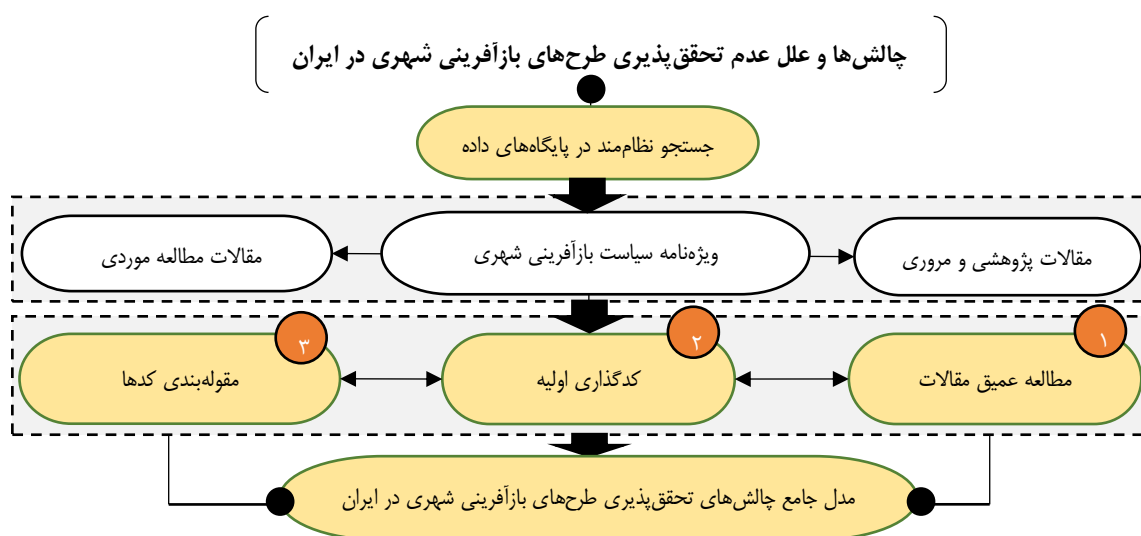 چالش‌ها و علل عدم تحقق‌پذیری طرح‌های بازآفرینی شهری در ایران
جستجو نظام‌مند در پایگاه‌های داده
مقالات پژوهشی و مروری
ویژه‌نامه سیاست بازآفرینی شهری
مقالات مطالعه موردی
۱
مطالعه عمیق مقالات
۲
کدگذاری اولیه
۳
مقوله‌بندی کدها
مدل جامع چالش‌های تحقق‌پذیری طرح‌های بازآفرینی شهری در ایران